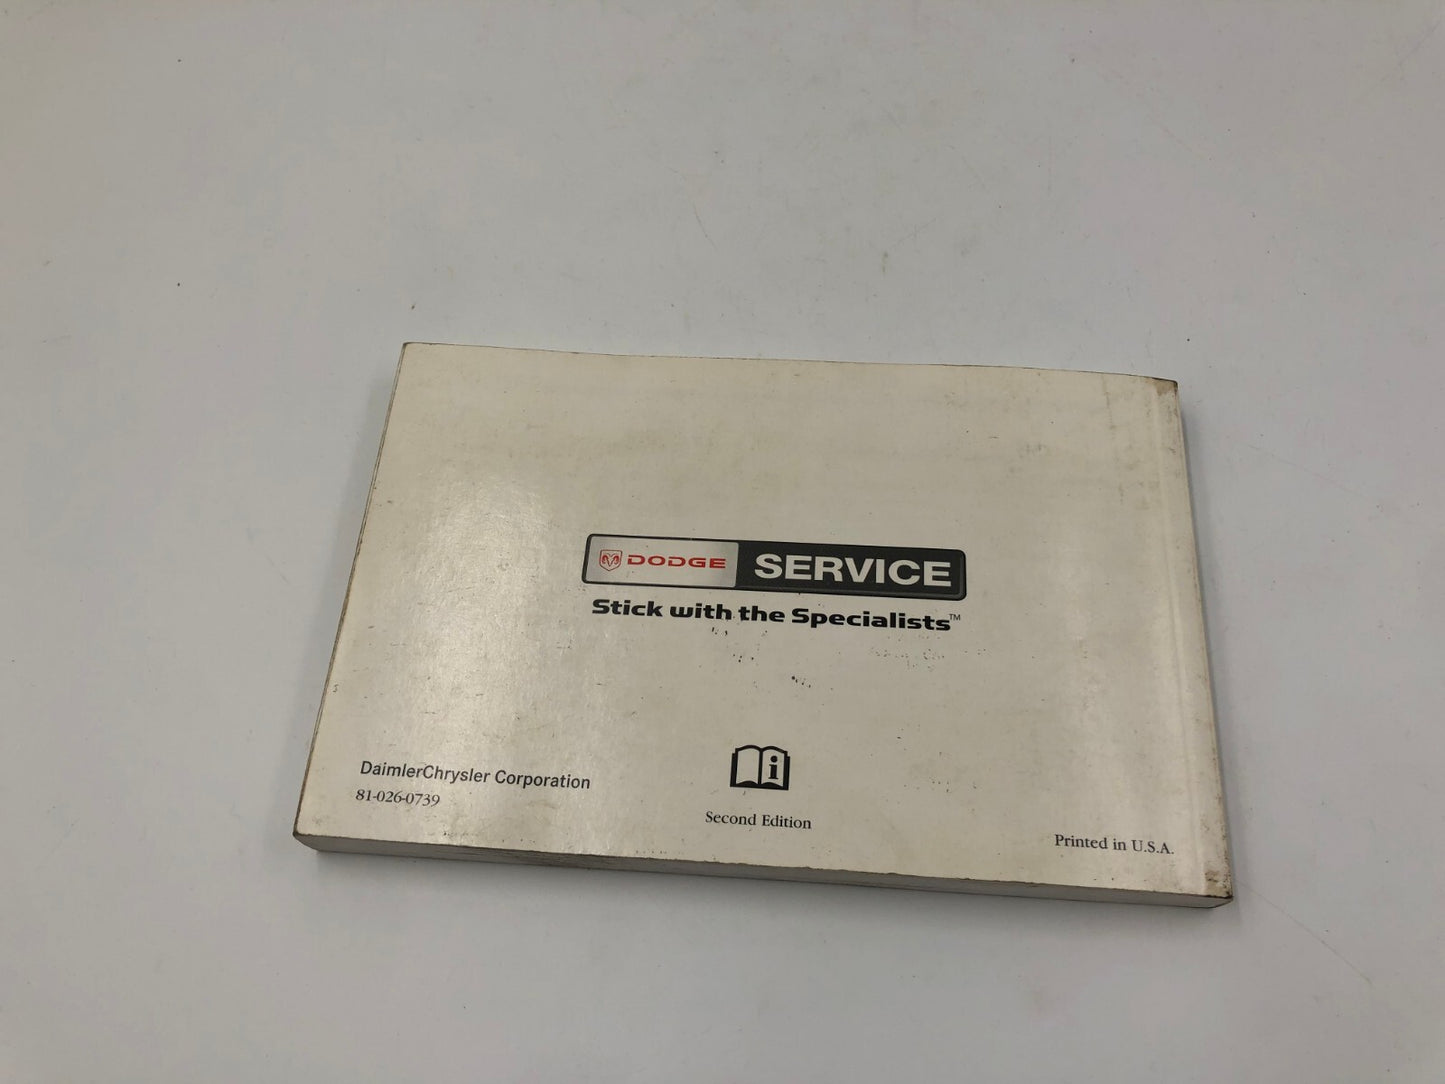 DODGE SERVICE
Stick with the Specialists™
DaimlerChrysler Corporation
81-026-0739
i
Second Edition
Printed in U.S.A.